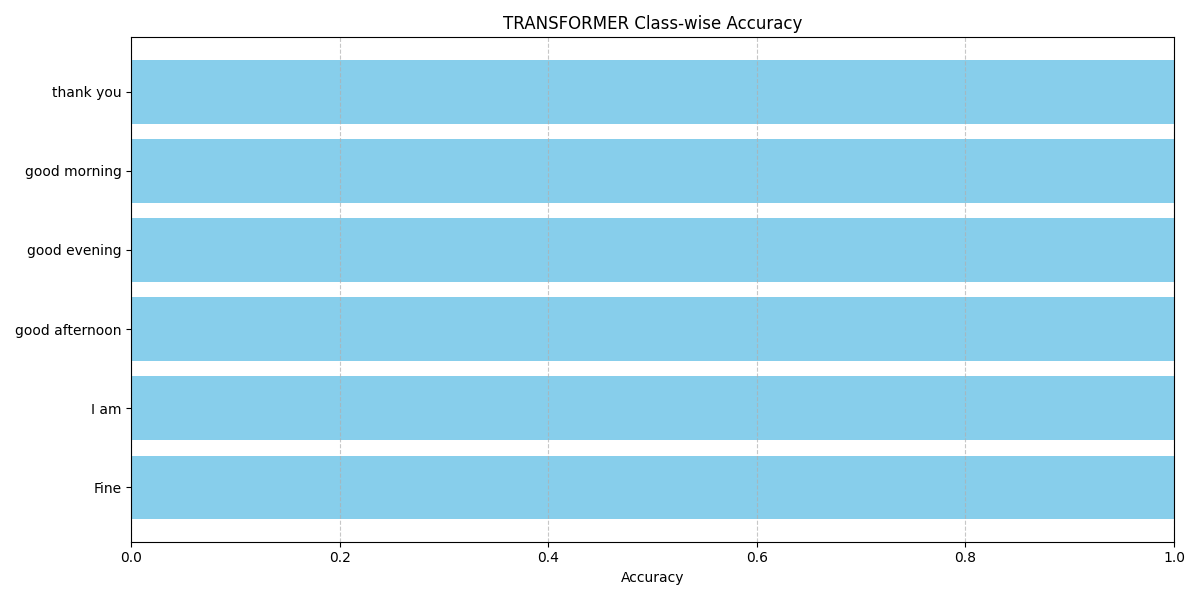 TRANSFORMER Class-wise Accuracy
thank you
good morning
good evening
good afternoon
I am
Fine
0.0 0.2 0.4 0.6 0.8 1.0
Accuracy